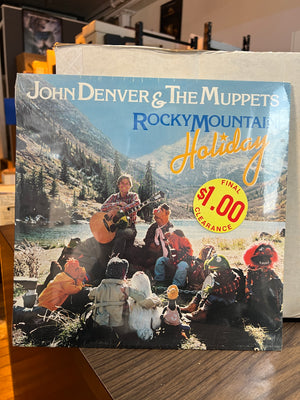 JOHN DENVER & THE MUPPETS
ROCKY MOUNTAIN
Holiday
FINAL
$1.00
CLEARANCE